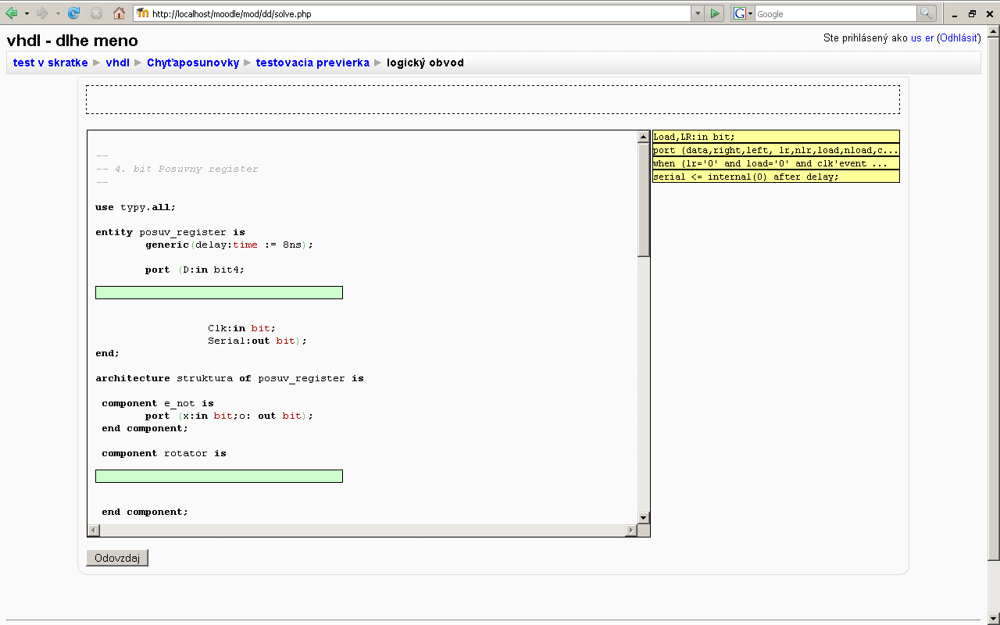 http://localhost/moodle/mod/dd/solve.php
G
Google
vhdl - dlhe meno
Ste prihlásený ako us er (Odhlásiť)
test v skratke ► vhdl ► Chyťaposunovky ► testovacia previerka ► logický obvod
--
-- 4. bit Posuvny register
--
use typy.all;
entity posuv_register is
generic(delay:time := 8ns);
port (D:in bit4;
Clk:in bit;
Serial:out bit);
end;
architecture struktura of posuv_register is
component e_not is
port (x:in bit;o: out bit);
end component;
component rotator is
end component;
Load,LR:in bit;
port (data,right,left, lr,nlr,load,nload,c...
when (lr='0' and load='0' and clk'event ...
serial <= internal(0) after delay;
Odovzdaj